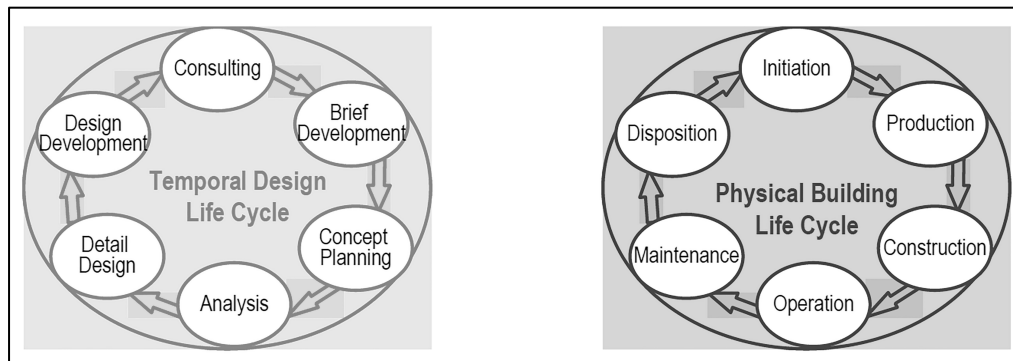 Consulting
Brief
Development
Concept
Planning
Analysis
Detail
Design
Design
Development
Temporal Design
Life Cycle
Initiation
Production
Construction
Operation
Maintenance
Disposition
Physical Building
Life Cycle